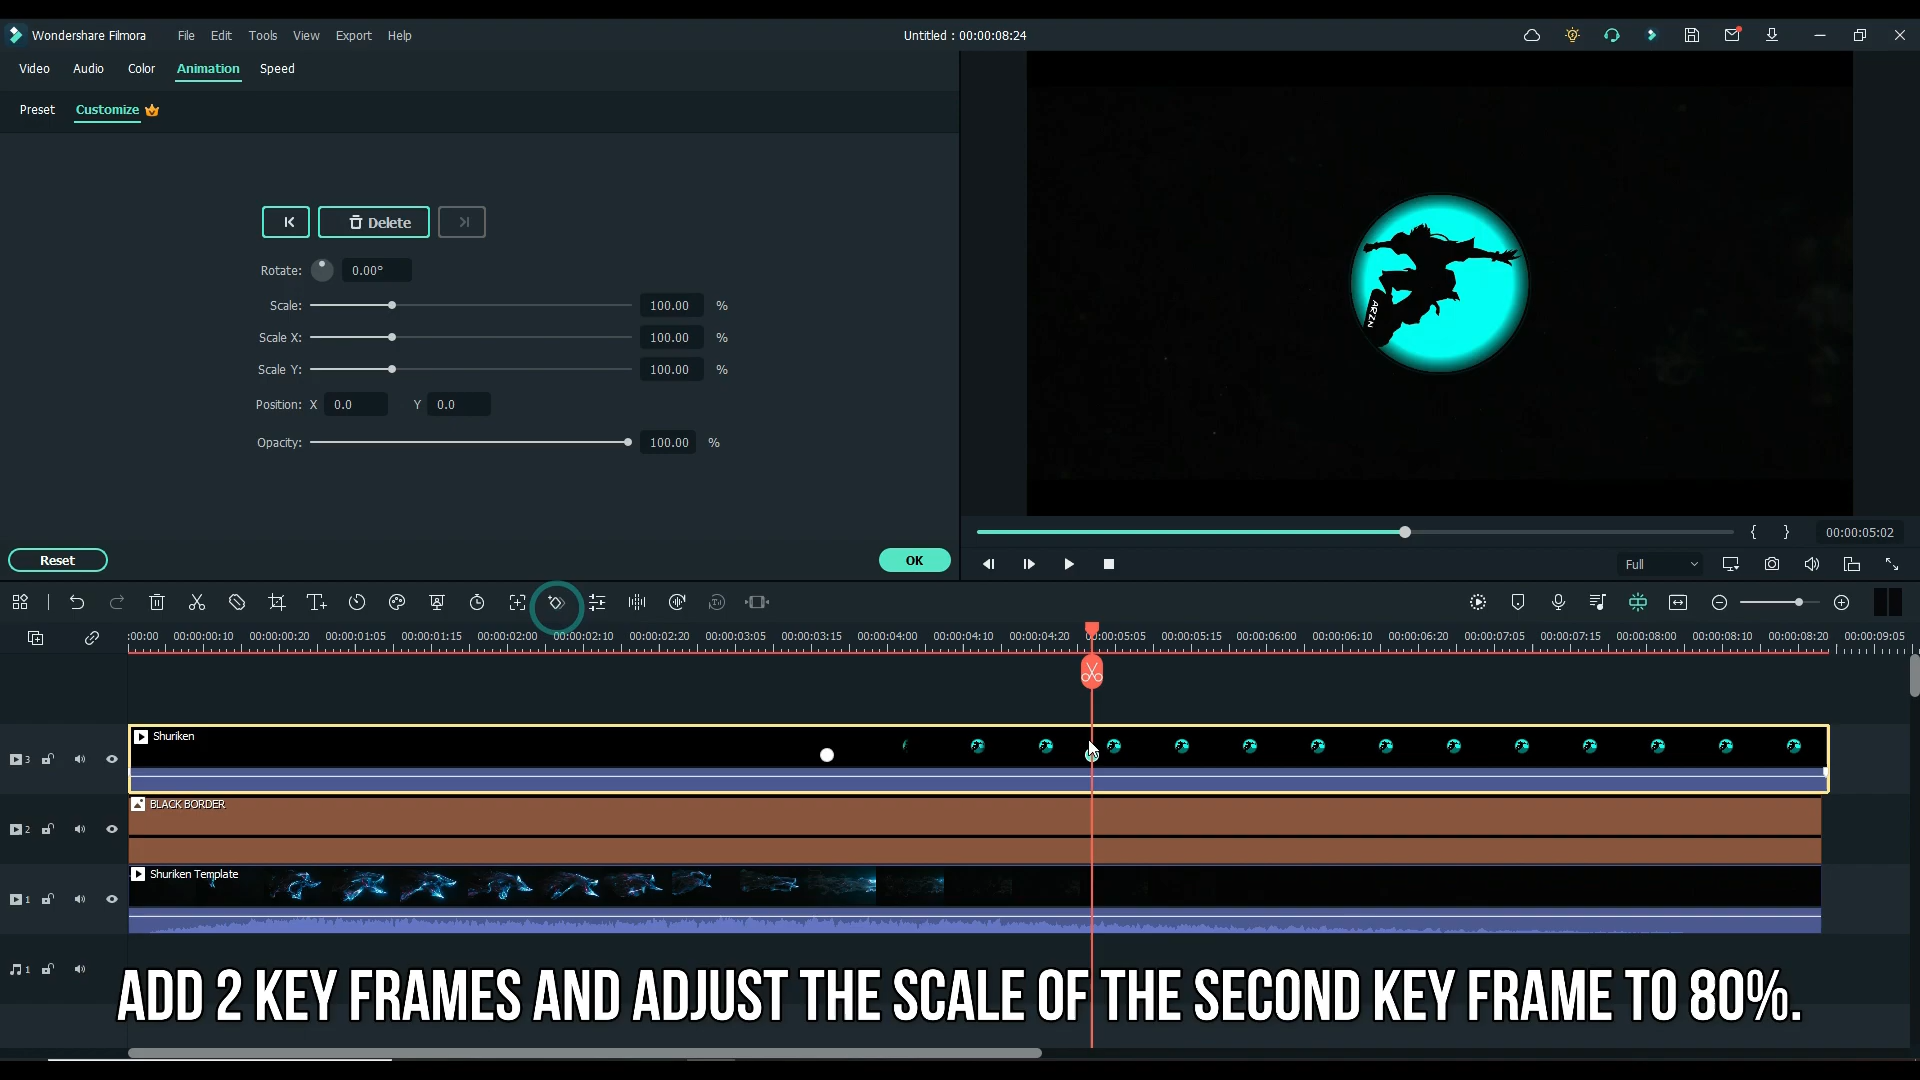 Wondershare Filmora File Edit Tools View Export Help Untitled : 00:00:08:24
Video Audio Color Animation Speed
Preset Customize
Delete
Rotate: 0.00°
Scale: 100.00 %
Scale X: 100.00 %
Scale Y: 100.00 %
Position: X 0.0 Y 0.0
Opacity: 100.00 %
ARZN
{ } 00:00:05:02
Reset OK
Full
:00:00 00:00:00:10 00:00:00:20 00:00:01:05 00:00:01:15 00:00:02:00 00:00:02:10 00:00:02:20 00:00:03:05 00:00:03:15 00:00:04:00 00:00:04:10 00:00:04:20 00:00:05:05 00:00:05:15 00:00:06:00 00:00:06:10 00:00:06:20 00:00:07:05 00:00:07:15 00:00:08:00 00:00:08:10 00:00:08:20 00:00:09:05
Shuriken
3
BLACK BORDER
2
Shuriken Template
1
1
ADD 2 KEY FRAMES AND ADJUST THE SCALE OF THE SECOND KEY FRAME TO 80%.